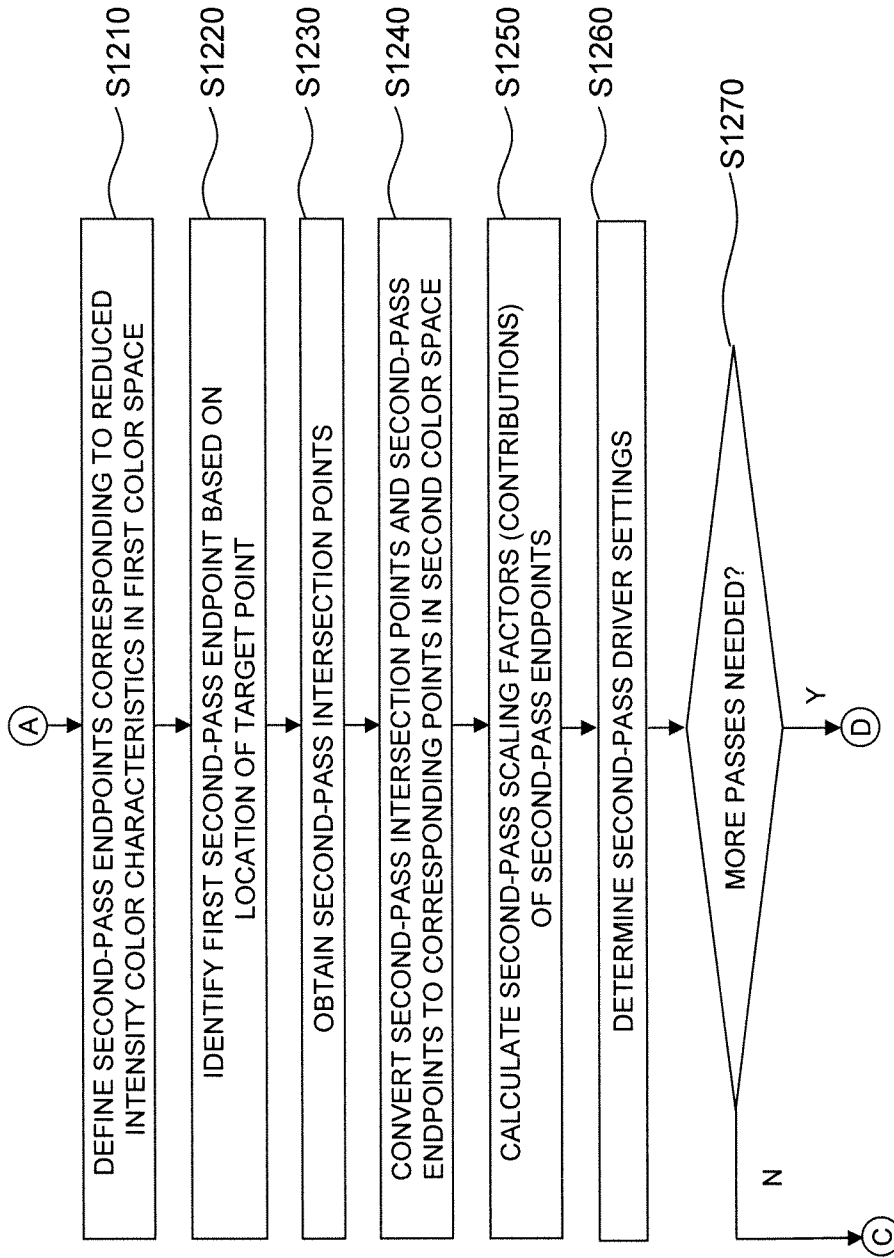 A
DEFINE SECOND-PASS ENDPOINTS CORRESPONDING TO REDUCED
INTENSITY COLOR CHARACTERISTICS IN FIRST COLOR SPACE
S1210
IDENTIFY FIRST SECOND-PASS ENDPOINT BASED ON
LOCATION OF TARGET POINT
S1220
OBTAIN SECOND-PASS INTERSECTION POINTS
S1230
CONVERT SECOND-PASS INTERSECTION POINTS AND SECOND-PASS
ENDPOINTS TO CORRESPONDING POINTS IN SECOND COLOR SPACE
S1240
CALCULATE SECOND-PASS SCALING FACTORS (CONTRIBUTIONS)
OF SECOND-PASS ENDPOINTS
S1250
DETERMINE SECOND-PASS DRIVER SETTINGS
S1260
MORE PASSES NEEDED?
S1270
N
Y
C
D